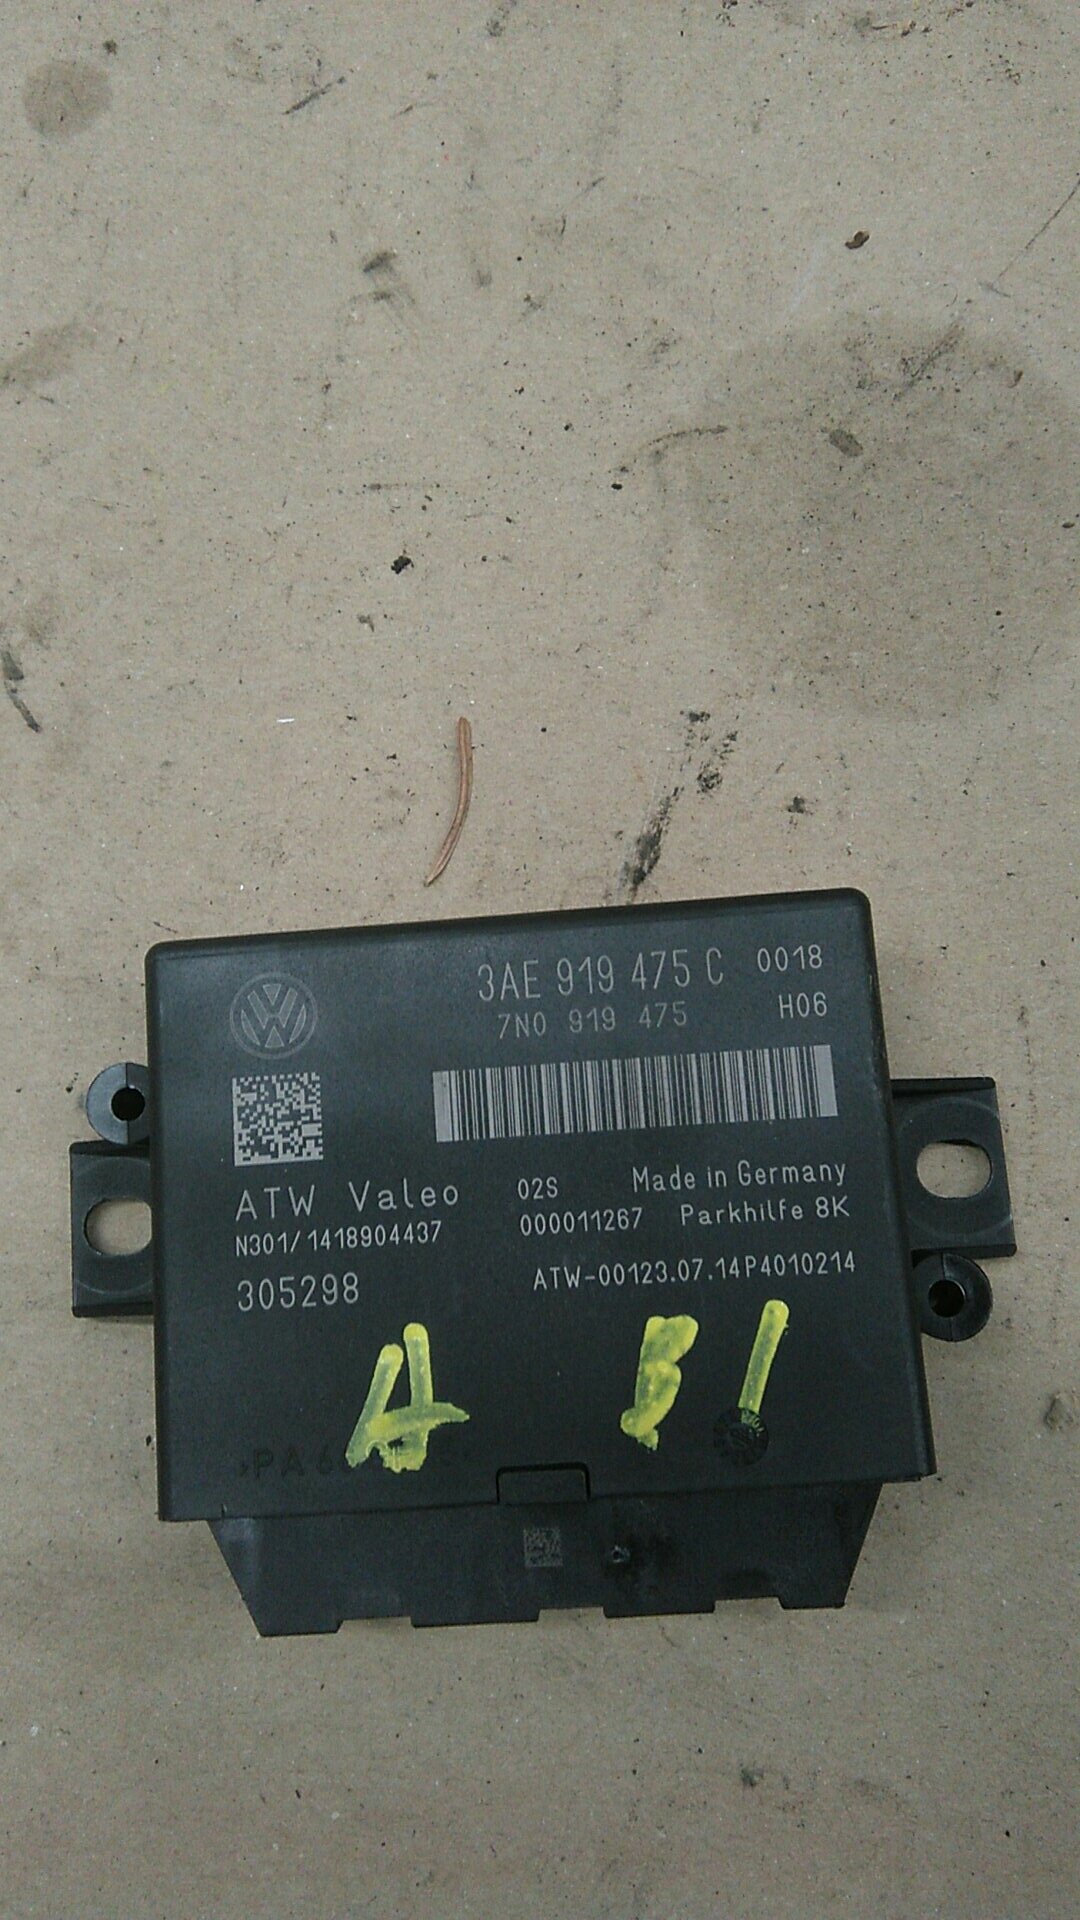 3AE 919 475 C 0018
7N0 919 475 H06
ATW Valeo 02S Made in Germany
N301/1418904437 000011267 Parkhilfe 8K
305298 ATW-00123.07.14P4010214
A B1